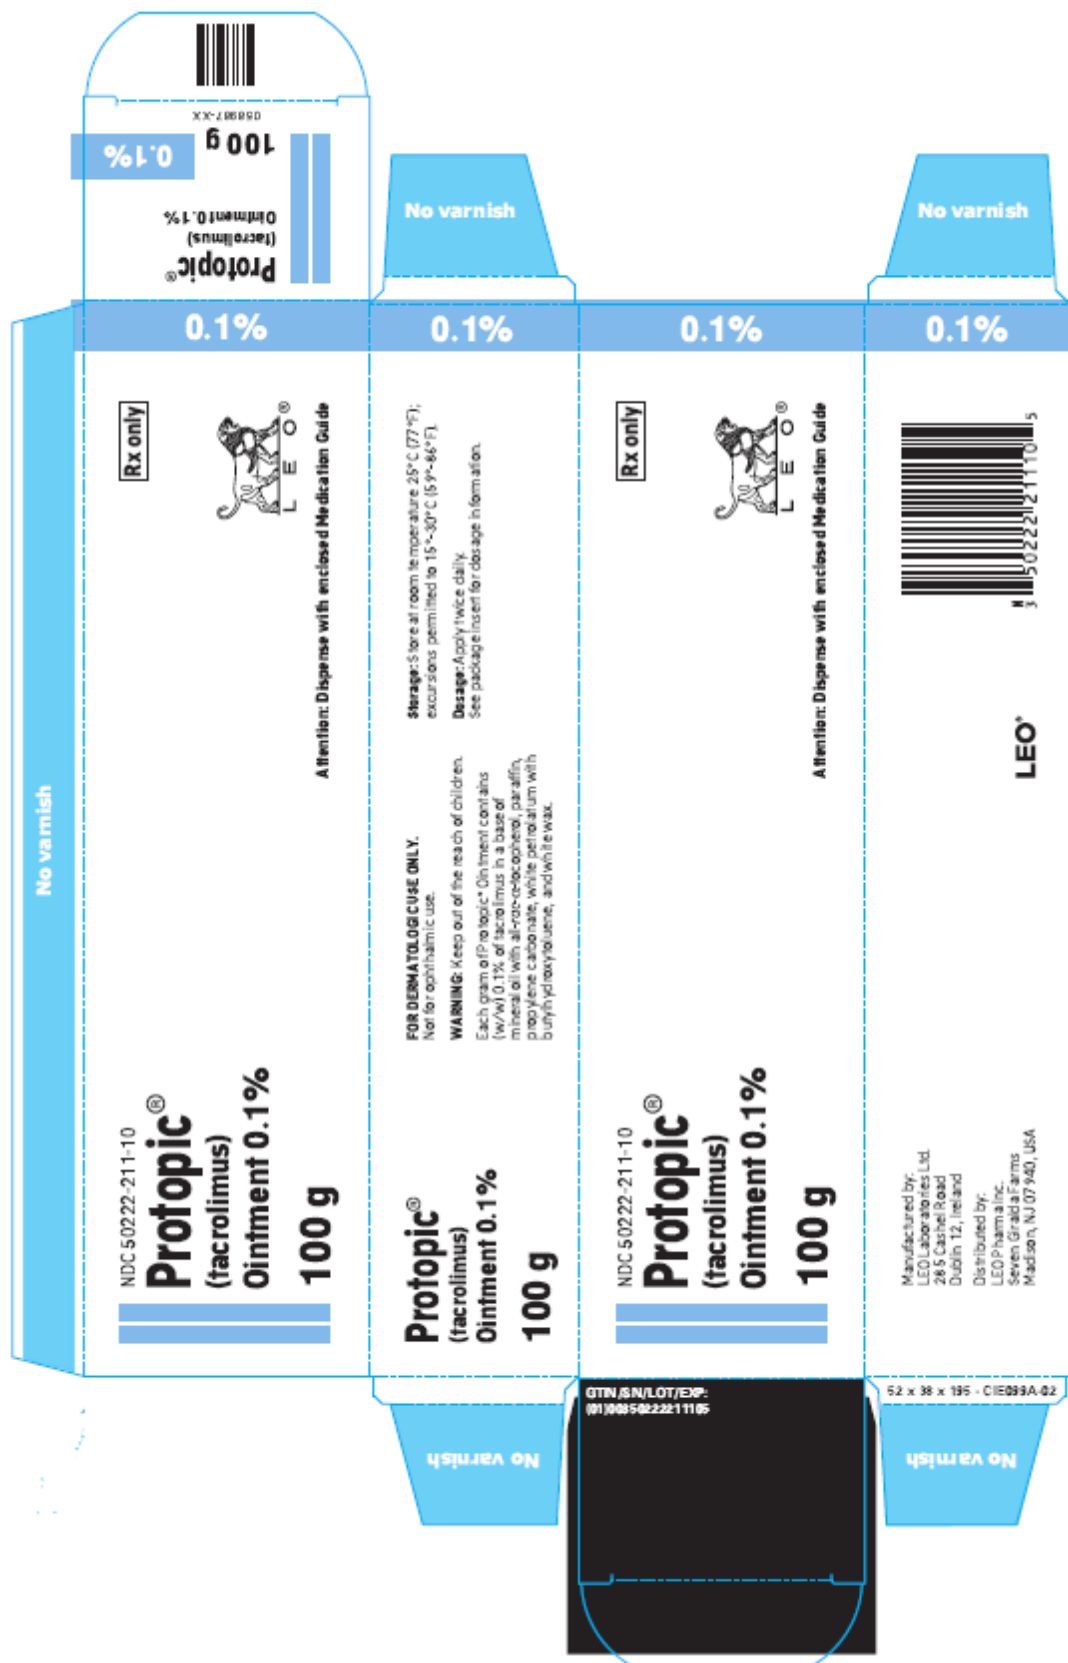 058987-XX
100 g
0.1%
Protopic®
(tacrolimus)
Ointment 0.1%
No varnish
No varnish
0.1%
0.1%
0.1%
0.1%
No varnish
NDC 50222-211-10
Rx only
Protopic®
(tacrolimus)
Ointment 0.1%
100 g
LEO®
Attention: Dispense with enclosed Medication Guide
Protopic®
(tacrolimus)
Ointment 0.1%
100 g
FOR DERMATOLOGIC USE ONLY.
Not for ophthalmic use.
WARNING: Keep out of the reach of children.
Each gram of Protopic® Ointment contains
(w/w) 0.1% of tacrolimus in a base of
mineral oil with all-rac-α-tocopherol, paraffin,
propylene carbonate, white petrolatum with
butylhydroxytoluene, and white wax.
Storage: Store at room temperature 25°C (77°F);
excursions permitted to 15°-30°C (59°-86°F).
Dosage: Apply twice daily.
See package insert for dosage information.
NDC 50222-211-10
Rx only
Protopic®
(tacrolimus)
Ointment 0.1%
100 g
LEO®
Attention: Dispense with enclosed Medication Guide
Manufactured by:
LEO Laboratories Ltd.
285 Cashel Road
Dublin 12, Ireland
Distributed by:
LEO Pharma Inc.
Seven Giralda Farms
Madison, NJ 07940, USA
LEO®
N
3 50222 21110 5
No varnish
GTIN/SN/LOT/EXP:
(01)00350222211105
52 x 38 x 195 - CIE099A-02
No varnish